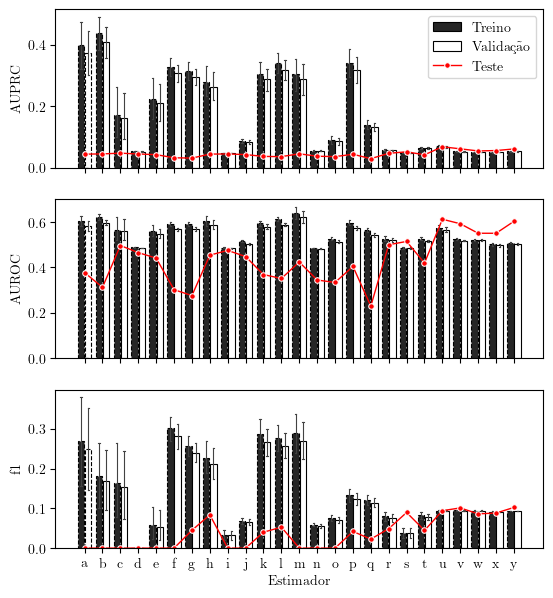 AUPRC
0.4
0.2
0.0
Treino
Validação
Teste
AUROC
0.6
0.4
0.2
0.0
f1
0.3
0.2
0.1
0.0
a b c d e f g h i j k l m n o p q r s t u v w x y
Estimador